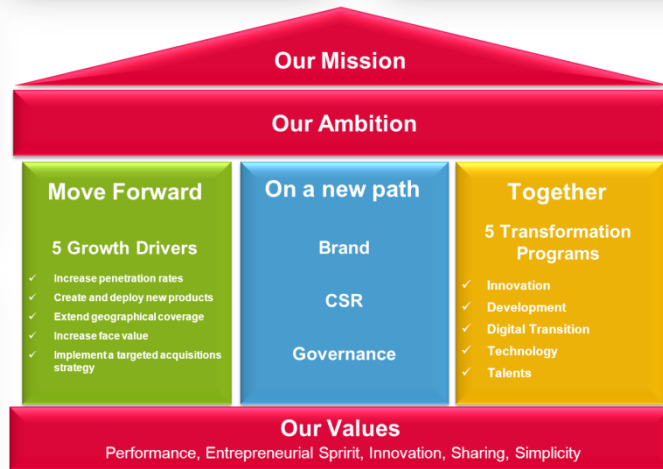 Our Mission
Our Ambition
Move Forward
5 Growth Drivers
✓ Increase penetration rates
✓ Create and deploy new products
✓ Extend geographical coverage
✓ Increase face value
✓ Implement a targeted acquisitions
strategy
On a new path
Brand
CSR
Governance
Together
5 Transformation
Programs
✓ Innovation
✓ Development
✓ Digital Transition
✓ Technology
✓ Talents
Our Values
Performance, Entrepreneurial Spririt, Innovation, Sharing, Simplicity